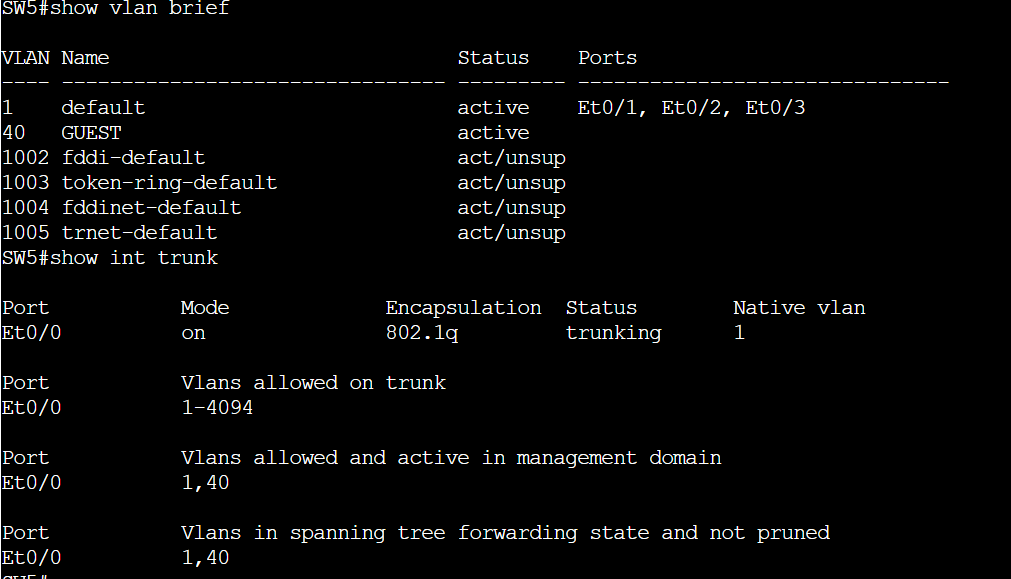 SW5#show vlan brief
VLAN Name                             Status    Ports
---- -------------------------------- --------- -------------------------------
1    default                          active    Et0/1, Et0/2, Et0/3
40   GUEST                            active
1002 fddi-default                     act/unsup
1003 token-ring-default               act/unsup
1004 fddinet-default                  act/unsup
1005 trnet-default                    act/unsup
SW5#show int trunk
Port           Mode             Encapsulation  Status        Native vlan
Et0/0          on               802.1q         trunking      1
Port           Vlans allowed on trunk
Et0/0          1-4094
Port           Vlans allowed and active in management domain
Et0/0          1,40
Port           Vlans in spanning tree forwarding state and not pruned
Et0/0          1,40
SW5#